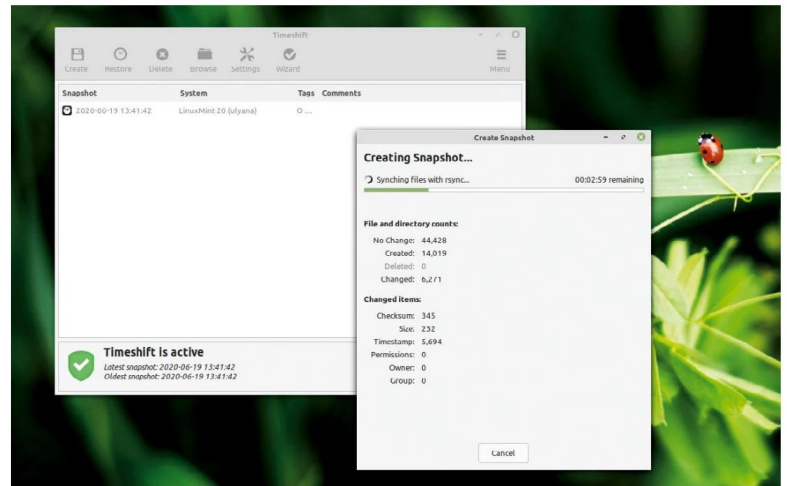 Timeshift
Create Restore Delete Browse Settings Wizard Menu
Snapshot System Tags Comments
2020-06-19 13:41:42 LinuxMint 20 (ulyana) O ...
Timeshift is active
Latest snapshot: 2020-06-19 13:41:42
Oldest snapshot: 2020-06-19 13:41:42
Create Snapshot
Creating Snapshot...
Synching files with rsync... 00:02:59 remaining
File and directory counts:
No Change: 44,428
Created: 14,019
Deleted: 0
Changed: 6,271
Changed items:
Checksum: 345
Size: 232
Timestamp: 5,694
Permissions: 0
Owner: 0
Group: 0
Cancel